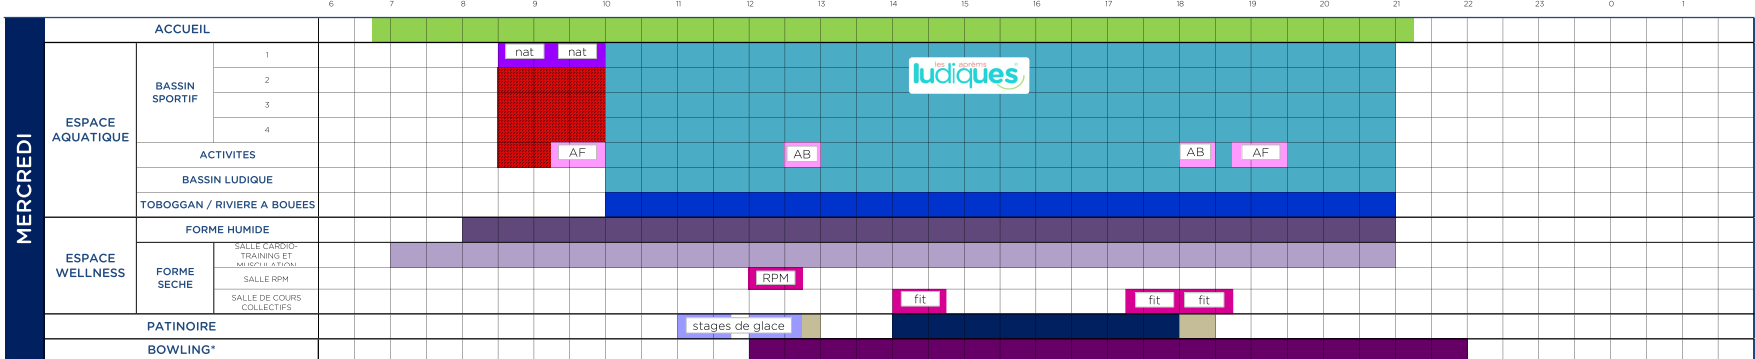 6 7 8 9 10 11 12 13 14 15 16 17 18 19 20 21 22 23 0 1
MERCREDI
ACCUEIL
ESPACE
AQUATIQUE
BASSIN
SPORTIF
1
nat nat
2
les aprèms
ludiques
3
4
ACTIVITES
AF AB AB AF
BASSIN LUDIQUE
TOBOGGAN / RIVIERE A BOUEES
ESPACE
WELLNESS
FORME HUMIDE
FORME
SECHE
SALLE CARDIO-
TRAINING ET
MUSCULATION
SALLE RPM
RPM
SALLE DE COURS
COLLECTIFS
fit fit fit
PATINOIRE
stages de glace
BOWLING*